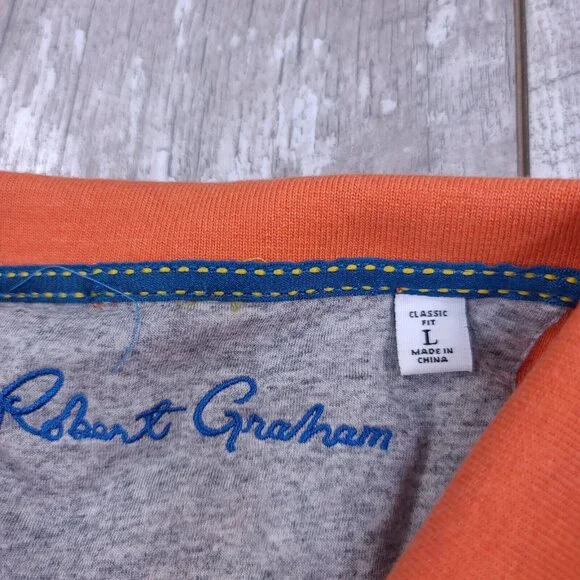 CLASSIC
FIT
L
MADE IN
CHINA
Robert Graham